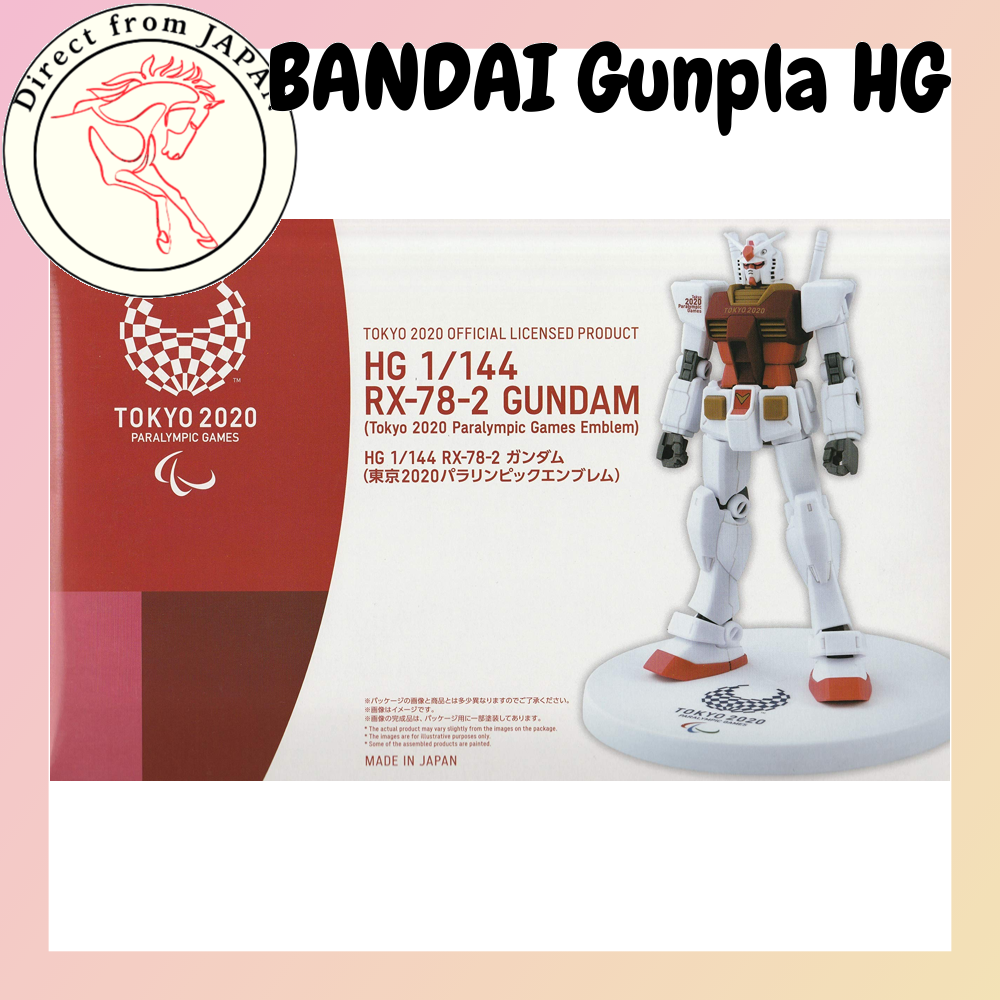 Direct from JAPAN
BANDAI Gunpla HG
TM
TOKYO 2020
PARALYMPIC GAMES
TOKYO 2020 OFFICIAL LICENSED PRODUCT
HG 1/144
RX-78-2 GUNDAM
(Tokyo 2020 Paralympic Games Emblem)
HG 1/144 RX-78-2 ガンダム
(東京2020パラリンピックエンブレム)
※パッケージの画像と商品とは多少異なりますのでご了承ください。
※画像はイメージです。
※画像の完成品は、パッケージ用に一部塗装してあります。
* The actual product may vary slightly from the images on the package.
* The images are for illustrative purposes only.
* Some of the assembled products are painted.
MADE IN JAPAN
Tokyo
2020
Paralympic
Games
TOKYO 2020
TOKYO 2020
PARALYMPIC GAMES